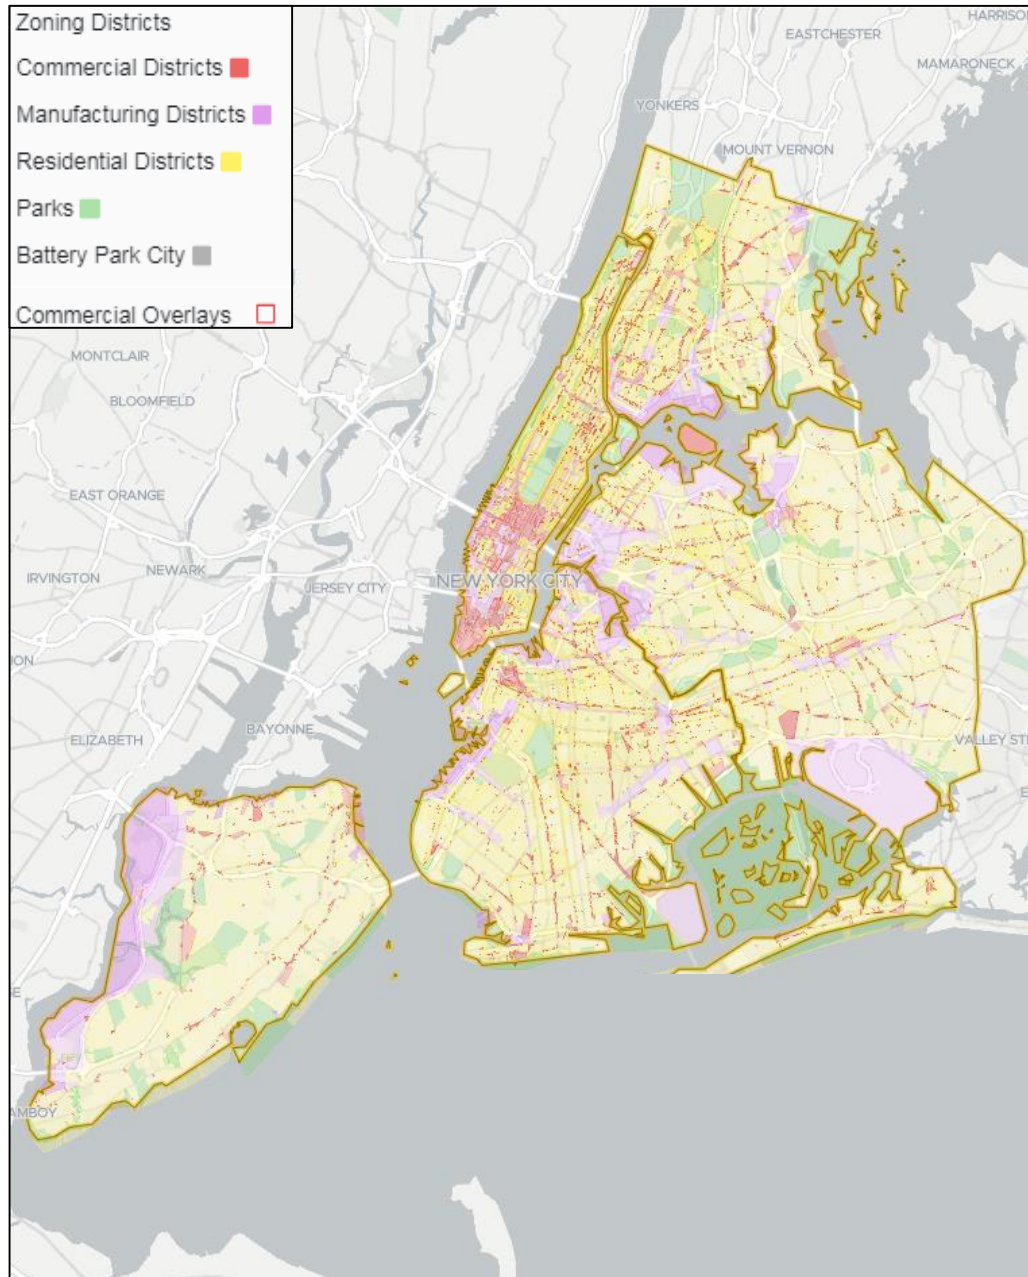 Zoning Districts
Commercial Districts
Manufacturing Districts
Residential Districts
Parks
Battery Park City
Commercial Overlays
HARRISO
EASTCHESTER
MAMARONECK
YONKERS
MOUNT VERNON
MONTCLAIR
BLOOMFIELD
EAST ORANGE
NEWARK
IRVINGTON
JERSEY CITY
NEW YORK CITY
ION
ELIZABETH
BAYONNE
VALLEY ST
AMBOY